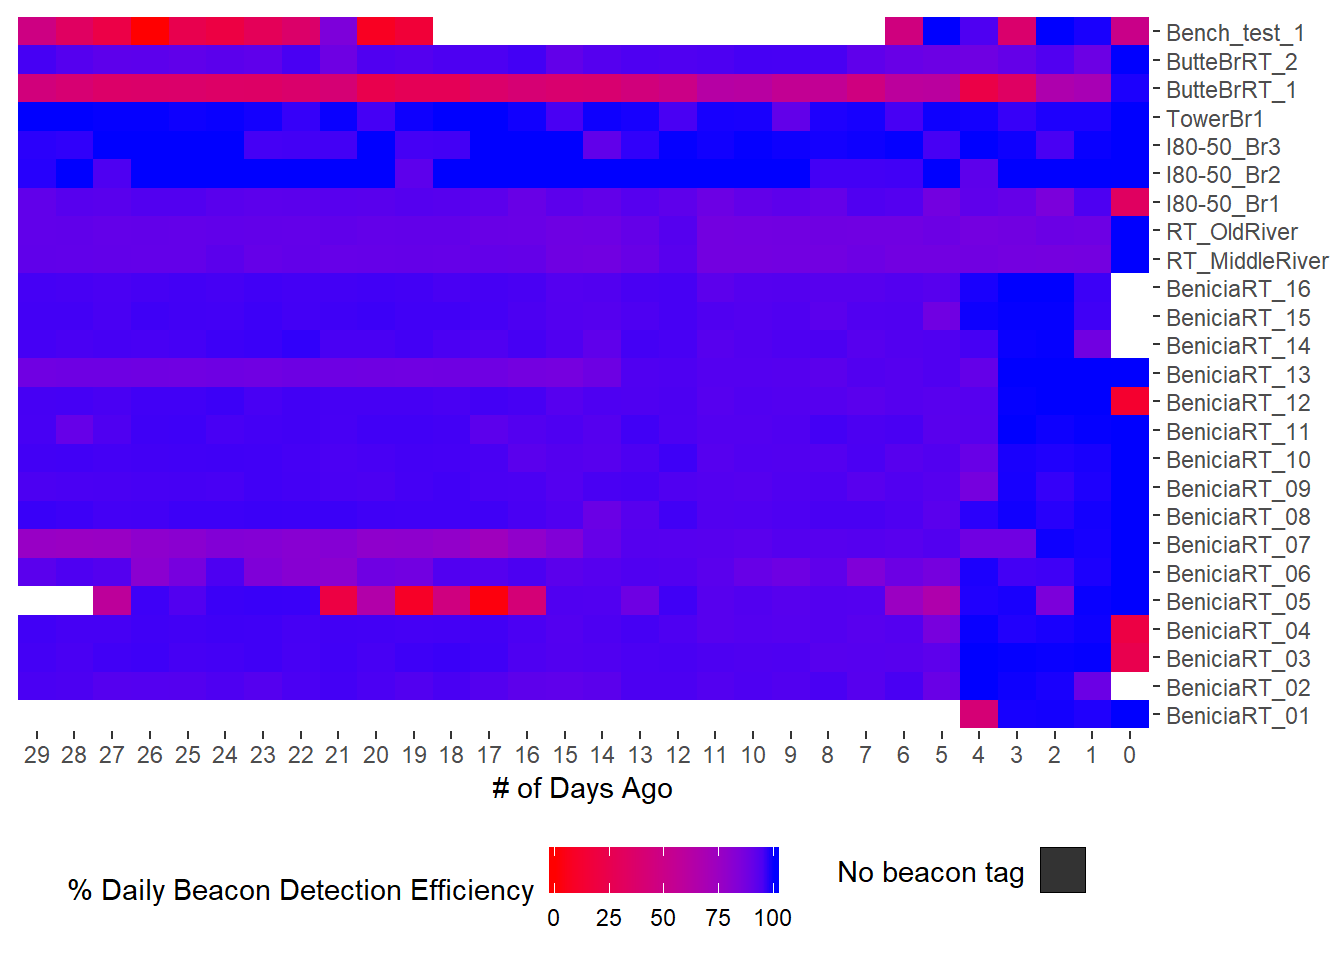 Bench_test_1
ButteBrRT_2
ButteBrRT_1
TowerBr1
I80-50_Br3
I80-50_Br2
I80-50_Br1
RT_OldRiver
RT_MiddleRiver
BeniciaRT_16
BeniciaRT_15
BeniciaRT_14
BeniciaRT_13
BeniciaRT_12
BeniciaRT_11
BeniciaRT_10
BeniciaRT_09
BeniciaRT_08
BeniciaRT_07
BeniciaRT_06
BeniciaRT_05
BeniciaRT_04
BeniciaRT_03
BeniciaRT_02
BeniciaRT_01
29 28 27 26 25 24 23 22 21 20 19 18 17 16 15 14 13 12 11 10 9 8 7 6 5 4 3 2 1 0
# of Days Ago
% Daily Beacon Detection Efficiency
0 25 50 75 100
No beacon tag